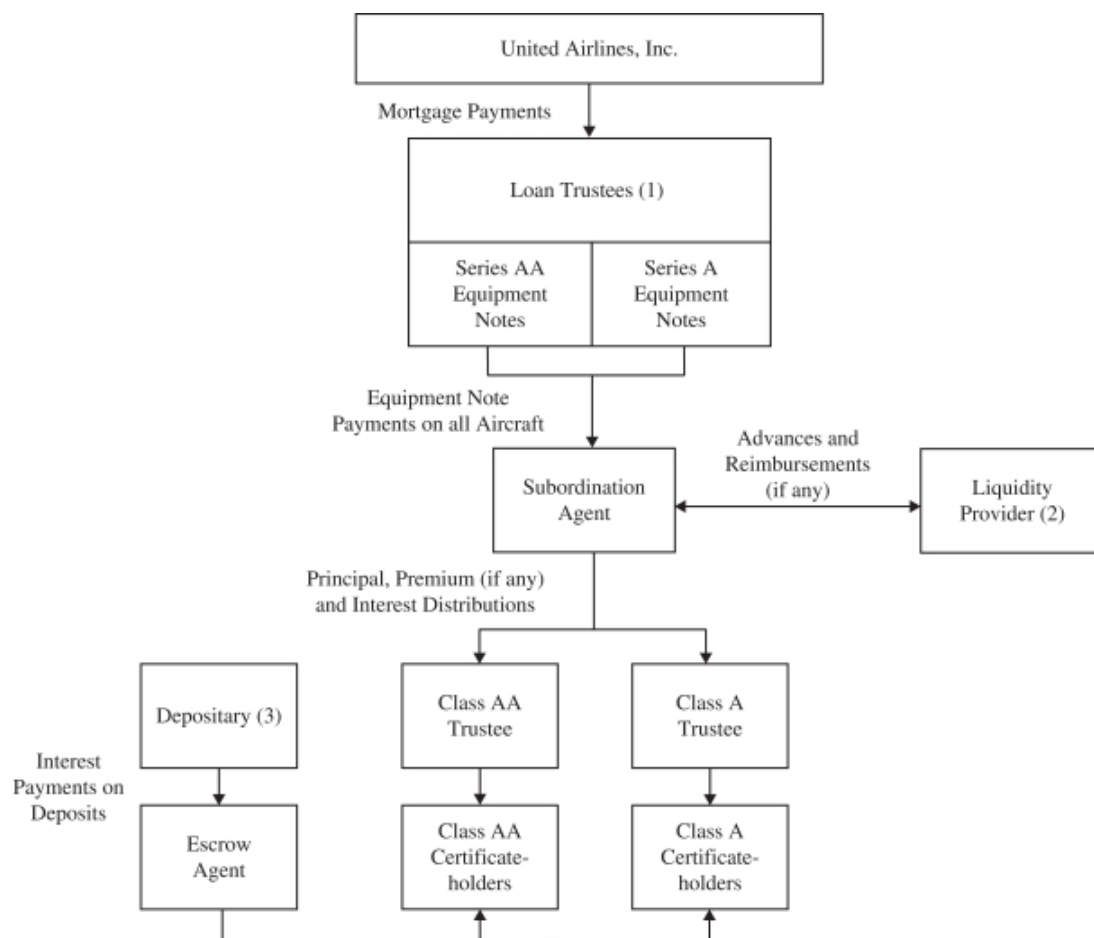 United Airlines, Inc.
Mortgage Payments
Loan Trustees (1)
Series AA
Equipment
Notes
Series A
Equipment
Notes
Equipment Note
Payments on all Aircraft
Advances and
Reimbursements
(if any)
Subordination
Agent
Liquidity
Provider (2)
Principal, Premium (if any)
and Interest Distributions
Depositary (3)
Class AA
Trustee
Class A
Trustee
Interest
Payments on
Deposits
Escrow
Agent
Class AA
Certificate-
holders
Class A
Certificate-
holders